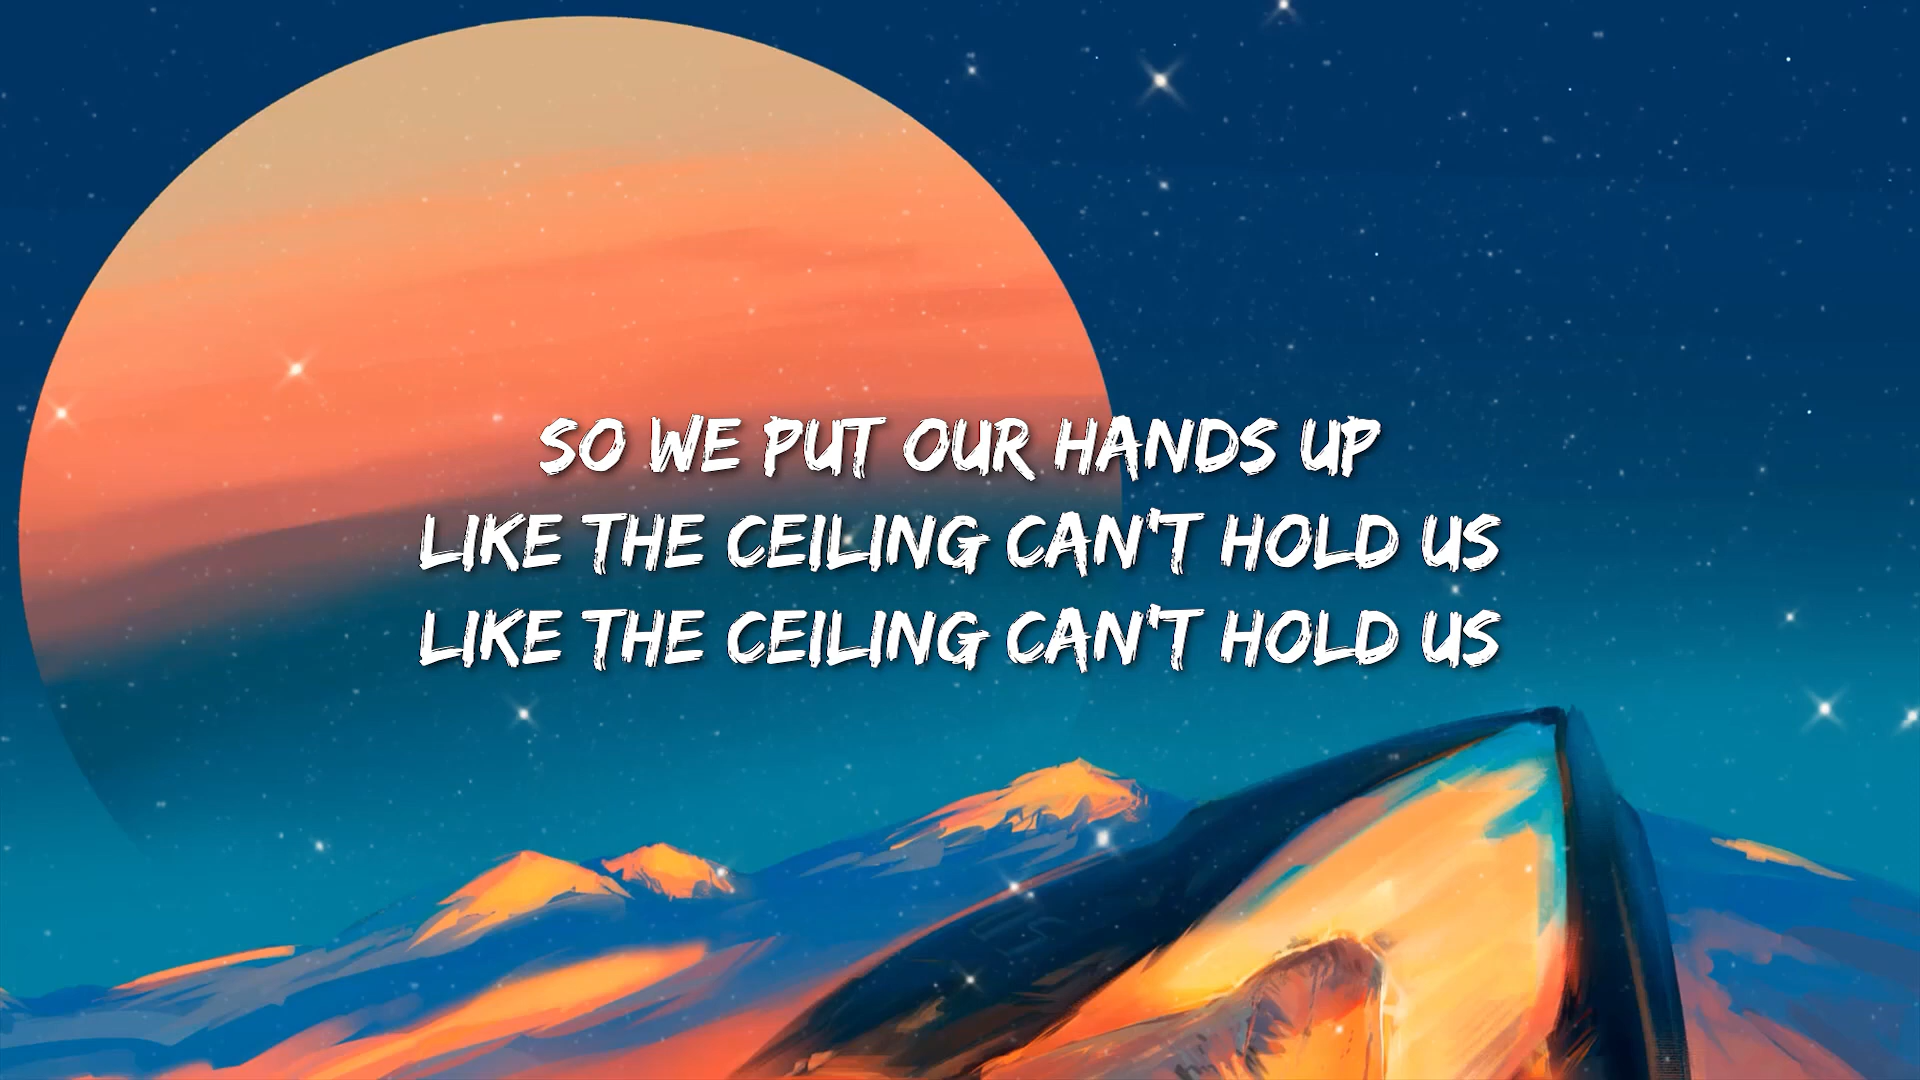 SO WE PUT OUR HANDS UP
LIKE THE CEILING CAN'T HOLD US
LIKE THE CEILING CAN'T HOLD US